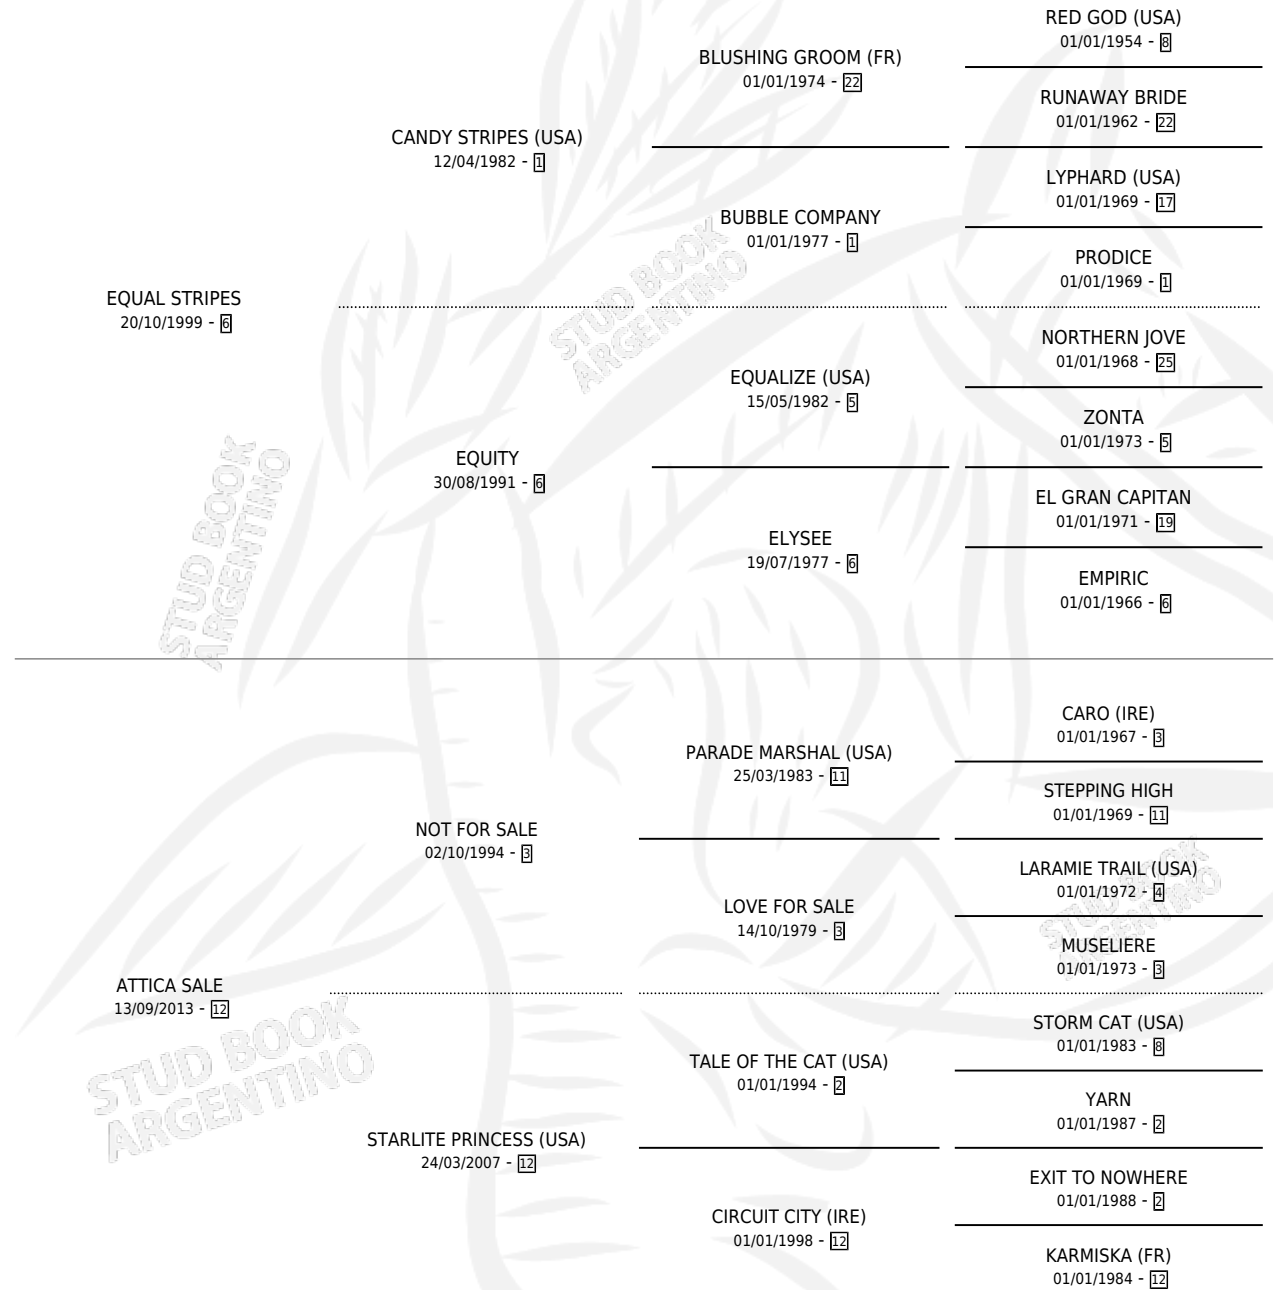 RED GOD (USA)
01/01/1954 - 8
BLUSHING GROOM (FR)
01/01/1974 - 22
RUNAWAY BRIDE
01/01/1962 - 22
CANDY STRIPES (USA)
12/04/1982 - 1
LYPHARD (USA)
01/01/1969 - 17
BUBBLE COMPANY
01/01/1977 - 1
PRODICE
01/01/1969 - 1
EQUAL STRIPES
20/10/1999 - 6
STUD BOOK
ARGENTINO
NORTHERN JOVE
01/01/1968 - 25
EQUALIZE (USA)
15/05/1982 - 5
ZONTA
01/01/1973 - 5
EQUITY
30/08/1991 - 6
EL GRAN CAPITAN
01/01/1971 - 19
ELYSEE
19/07/1977 - 6
EMPIRIC
01/01/1966 - 6
STUD BOOK
ARGENTINO
CARO (IRE)
01/01/1967 - 3
PARADE MARSHAL (USA)
25/03/1983 - 11
STEPPING HIGH
01/01/1969 - 11
NOT FOR SALE
02/10/1994 - 3
LARAMIE TRAIL (USA)
01/01/1972 - 4
LOVE FOR SALE
14/10/1979 - 3
STUD BOOK
ARGENTINO
MUSELIERE
01/01/1973 - 3
ATTICA SALE
13/09/2013 - 12
STORM CAT (USA)
01/01/1983 - 8
STUD BOOK
ARGENTINO
TALE OF THE CAT (USA)
01/01/1994 - 2
YARN
01/01/1987 - 2
STARLITE PRINCESS (USA)
24/03/2007 - 12
EXIT TO NOWHERE
01/01/1988 - 2
CIRCUIT CITY (IRE)
01/01/1998 - 12
KARMISKA (FR)
01/01/1984 - 12